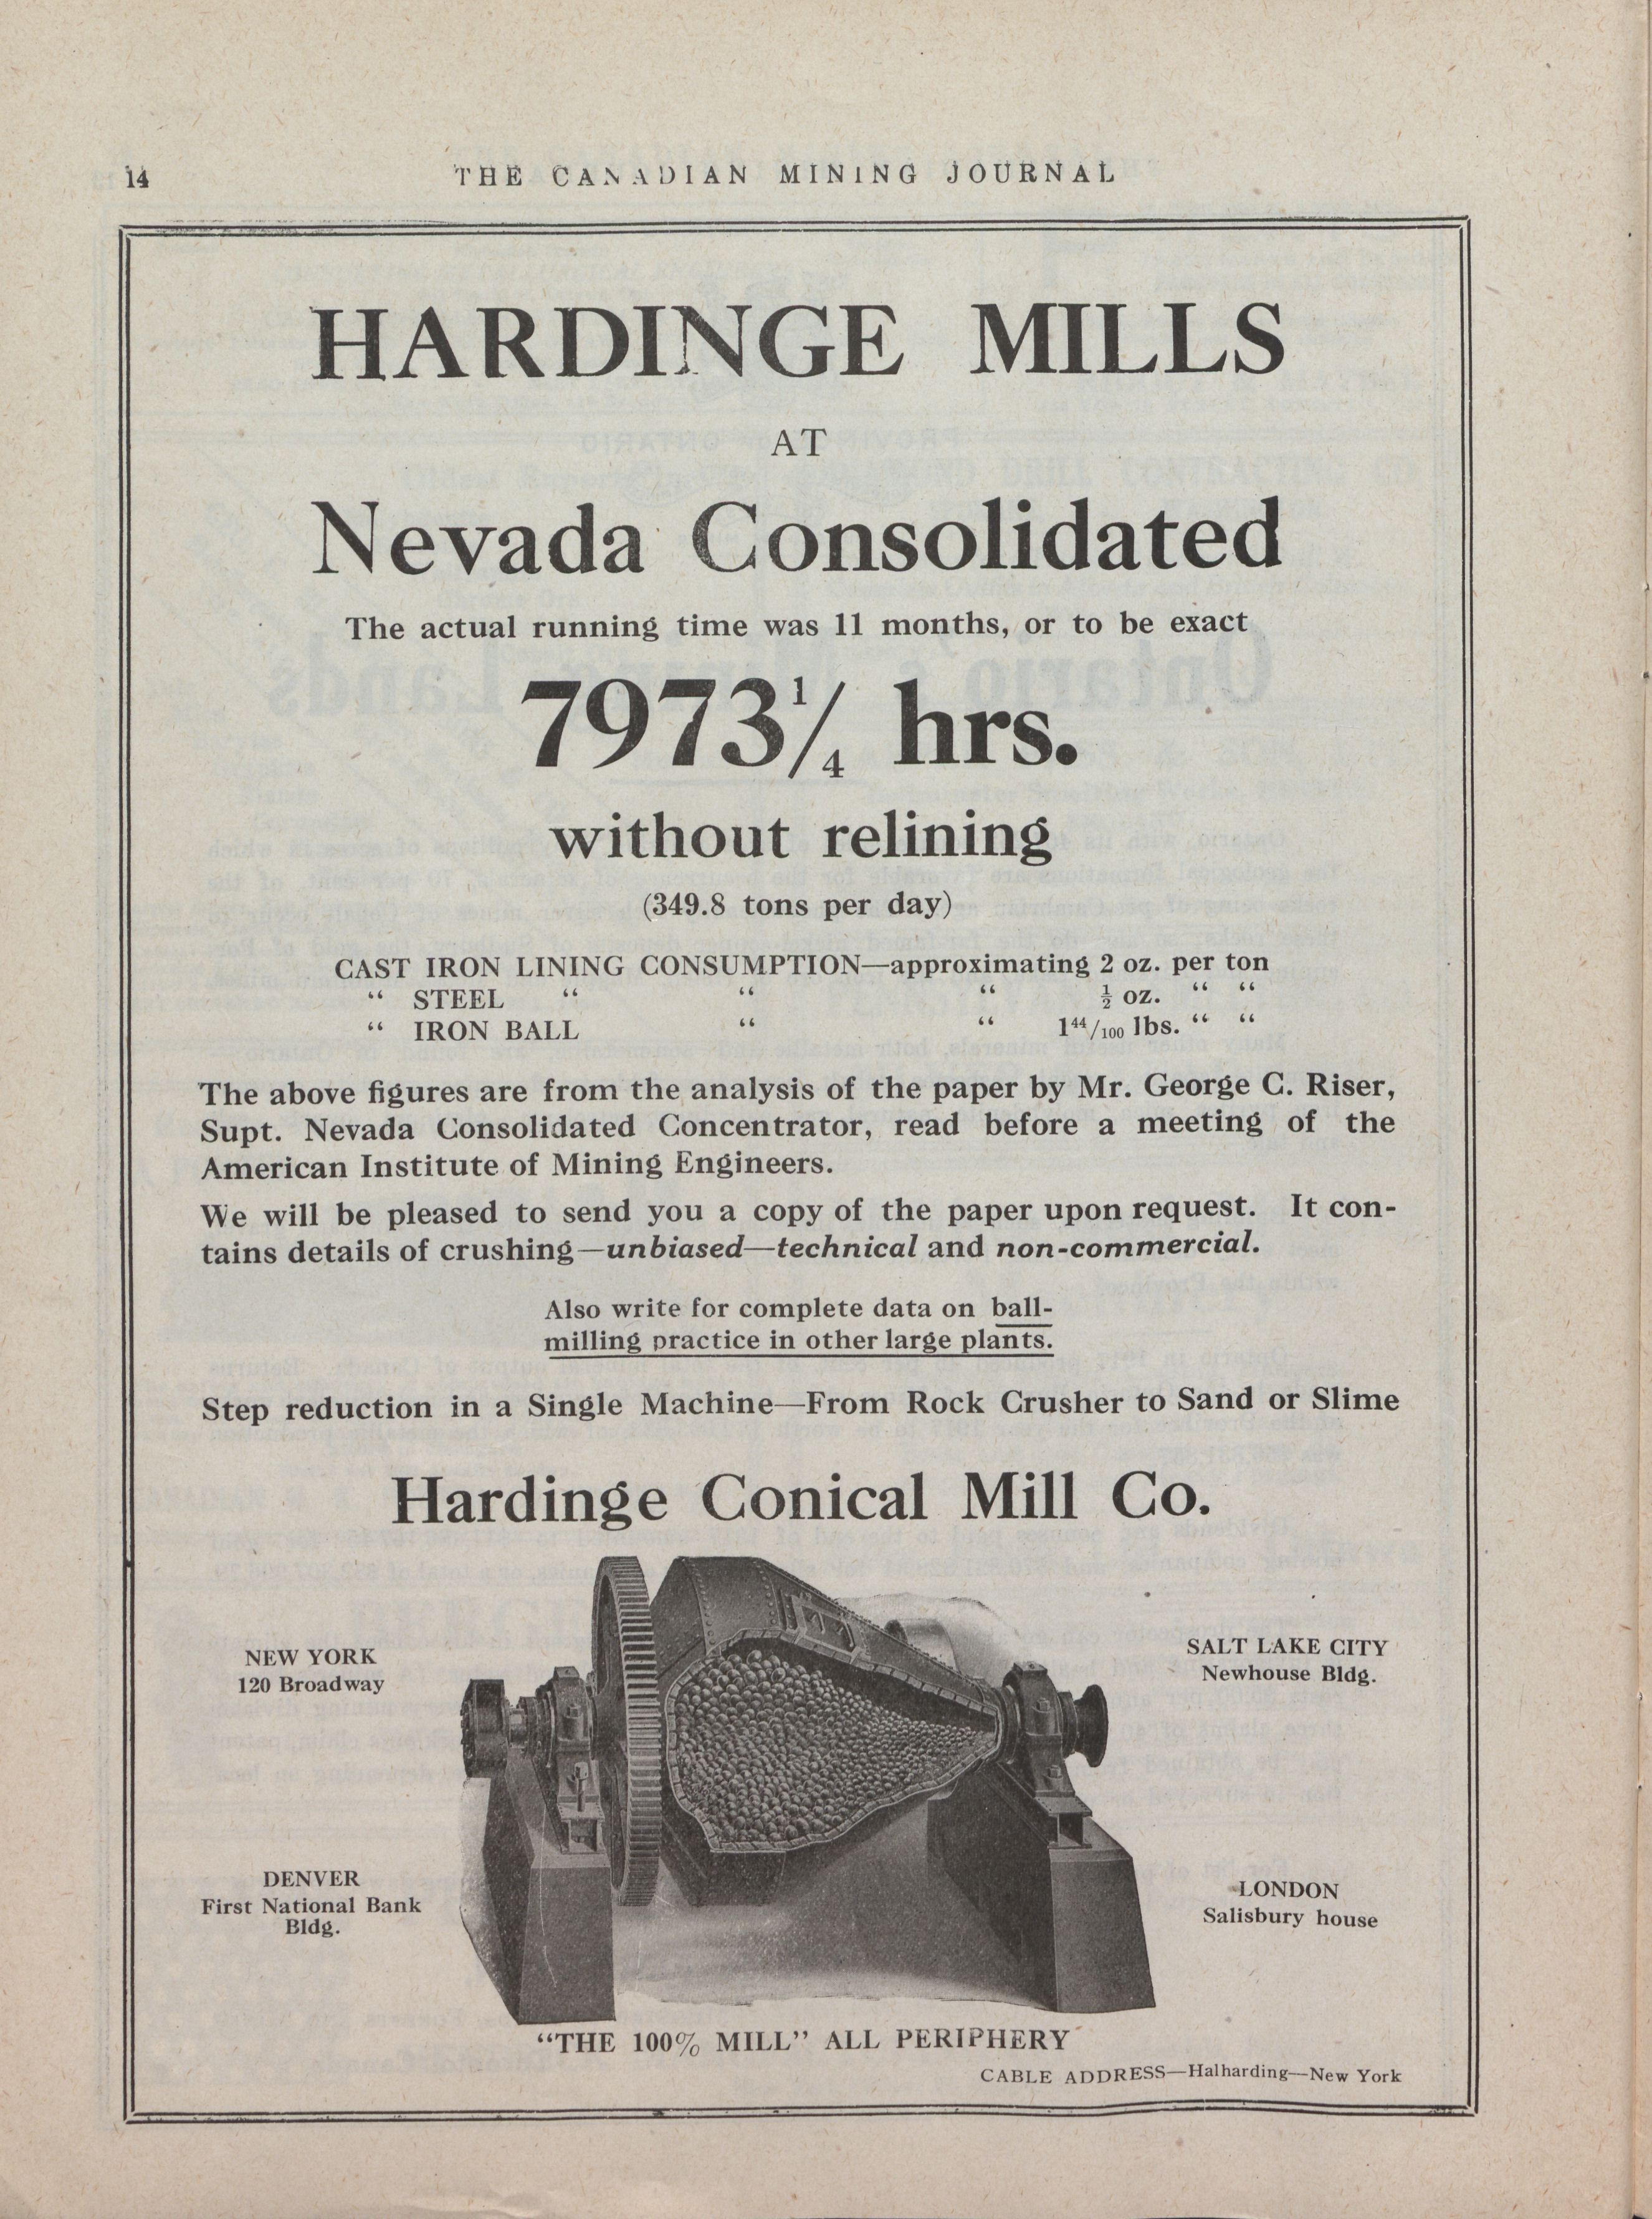 14
THE CANADIAN MINING JOURNAL
HARDINGE MILLS
AT
Nevada Consolidated
The actual running time was 11 months, or to be exact
7973 1/4 hrs.
without relining
(349.8 tons per day)
CAST IRON LINING CONSUMPTION—approximating 2 oz. per ton
“ STEEL “ “ “ ½ oz. “ “
“ IRON BALL “ “ 1 44/100 lbs. “ “
The above figures are from the analysis of the paper by Mr. George C. Riser,
Supt. Nevada Consolidated Concentrator, read before a meeting of the
American Institute of Mining Engineers.
We will be pleased to send you a copy of the paper upon request. It con-
tains details of crushing—unbiased—technical and non-commercial.
Also write for complete data on ball-
milling practice in other large plants.
Step reduction in a Single Machine—From Rock Crusher to Sand or Slime
Hardinge Conical Mill Co.
NEW YORK
120 Broadway
SALT LAKE CITY
Newhouse Bldg.
DENVER
First National Bank
Bldg.
LONDON
Salisbury house
“THE 100% MILL” ALL PERIPHERY
CABLE ADDRESS—Halharding—New York